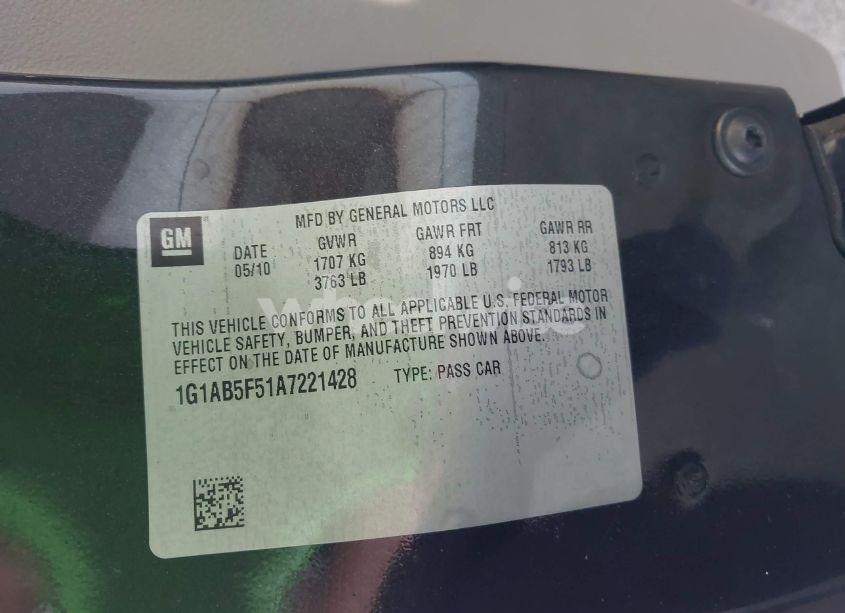 GM
MFD BY GENERAL MOTORS LLC
DATE GVWR GAWR FRT GAWR RR
05/10 1707 KG 894 KG 813 KG
3763 LB 1970 LB 1793 LB
THIS VEHICLE CONFORMS TO ALL APPLICABLE U.S. FEDERAL MOTOR
VEHICLE SAFETY, BUMPER, AND THEFT PREVENTION STANDARDS IN
EFFECT ON THE DATE OF MANUFACTURE SHOWN ABOVE.
1G1AB5F51A7221428 TYPE: PASS CAR